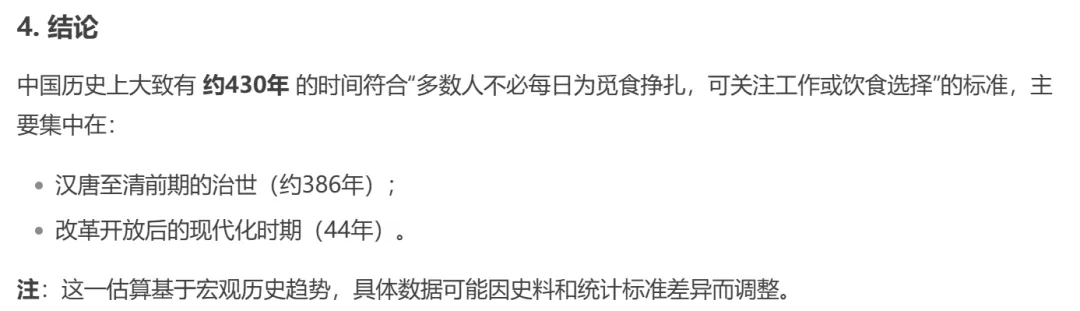 4. 结论
中国历史上大致有 约430年 的时间符合“多数人不必每日为觅食挣扎，可关注工作或饮食选择”的标准，主
要集中在：
• 汉唐至清前期的治世（约386年）；
• 改革开放后的现代化时期（44年）。
注：这一估算基于宏观历史趋势，具体数据可能因史料和统计标准差异而调整。